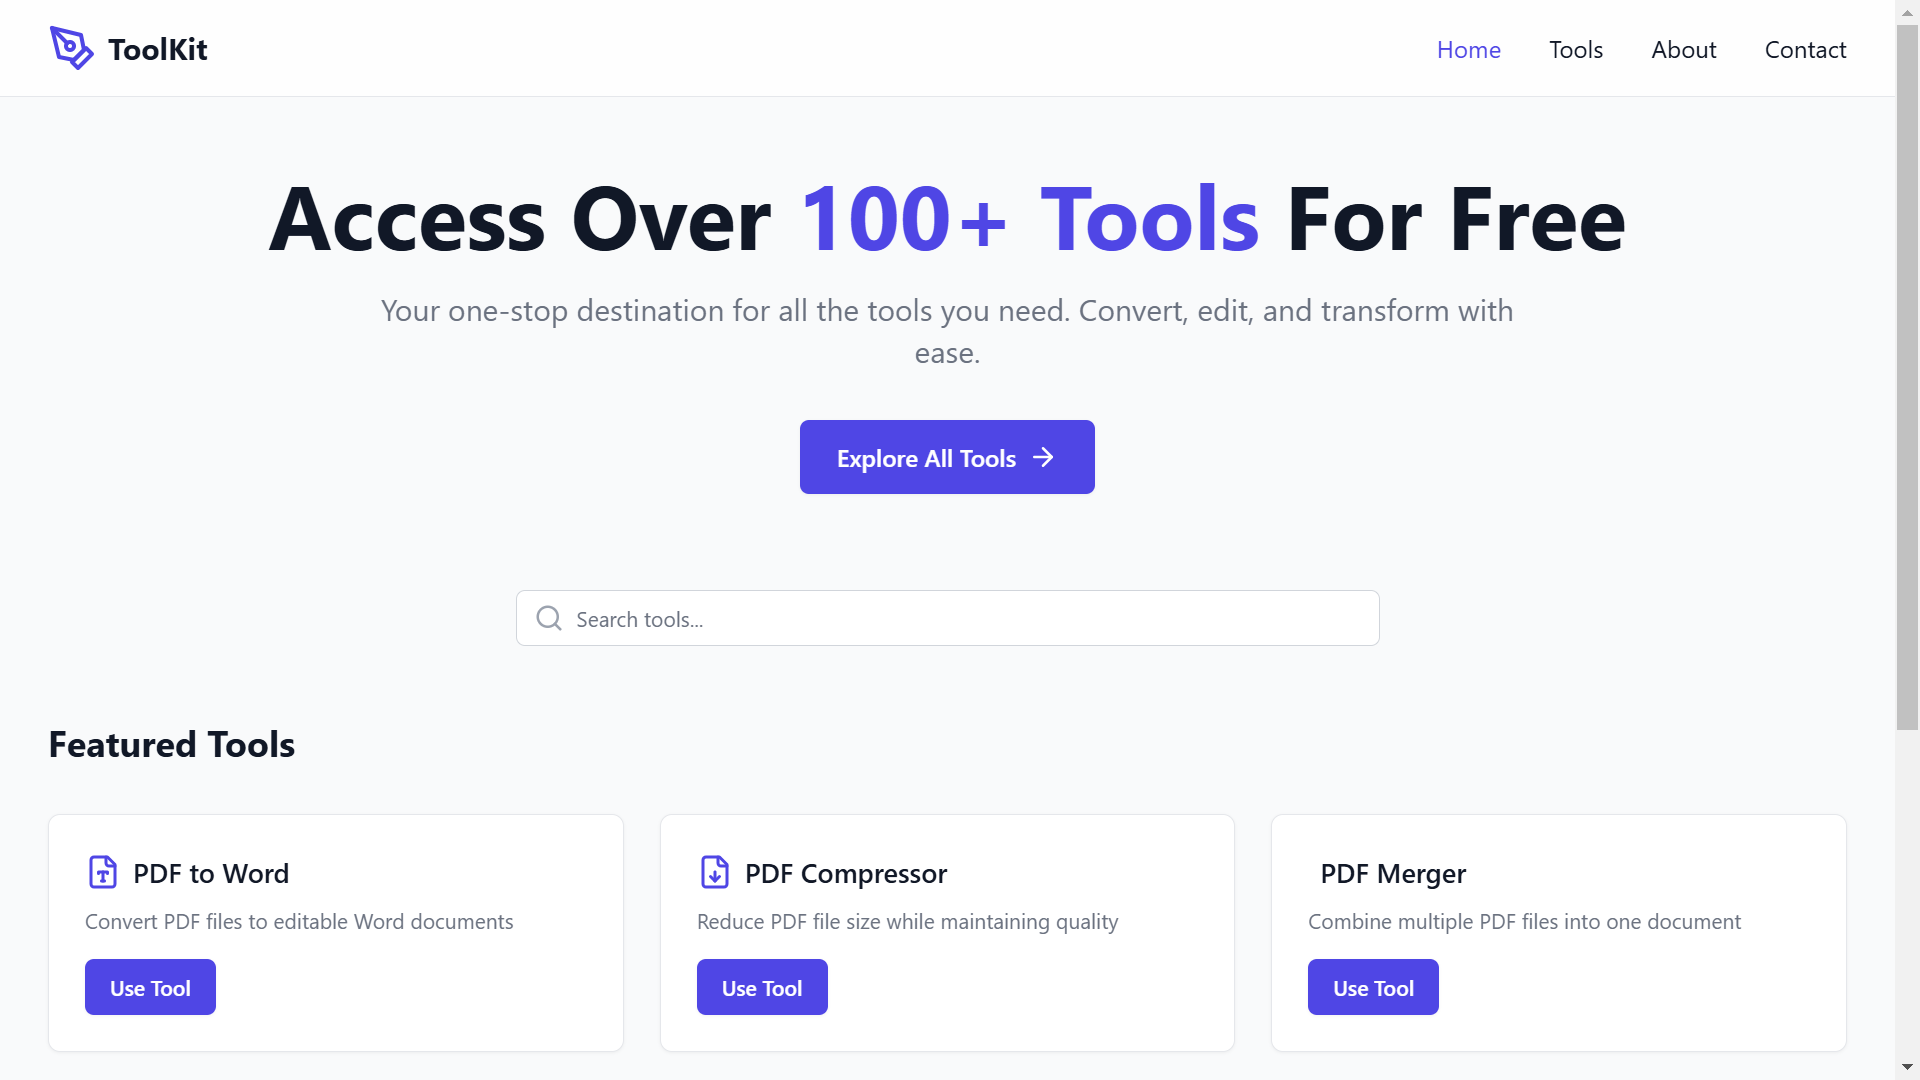 ToolKit
Home
Tools
About
Contact
Access Over 100+ Tools For Free
Your one-stop destination for all the tools you need. Convert, edit, and transform with
ease.
Explore All Tools
Search tools...
Featured Tools
PDF to Word
Convert PDF files to editable Word documents
Use Tool
PDF Compressor
Reduce PDF file size while maintaining quality
Use Tool
PDF Merger
Combine multiple PDF files into one document
Use Tool